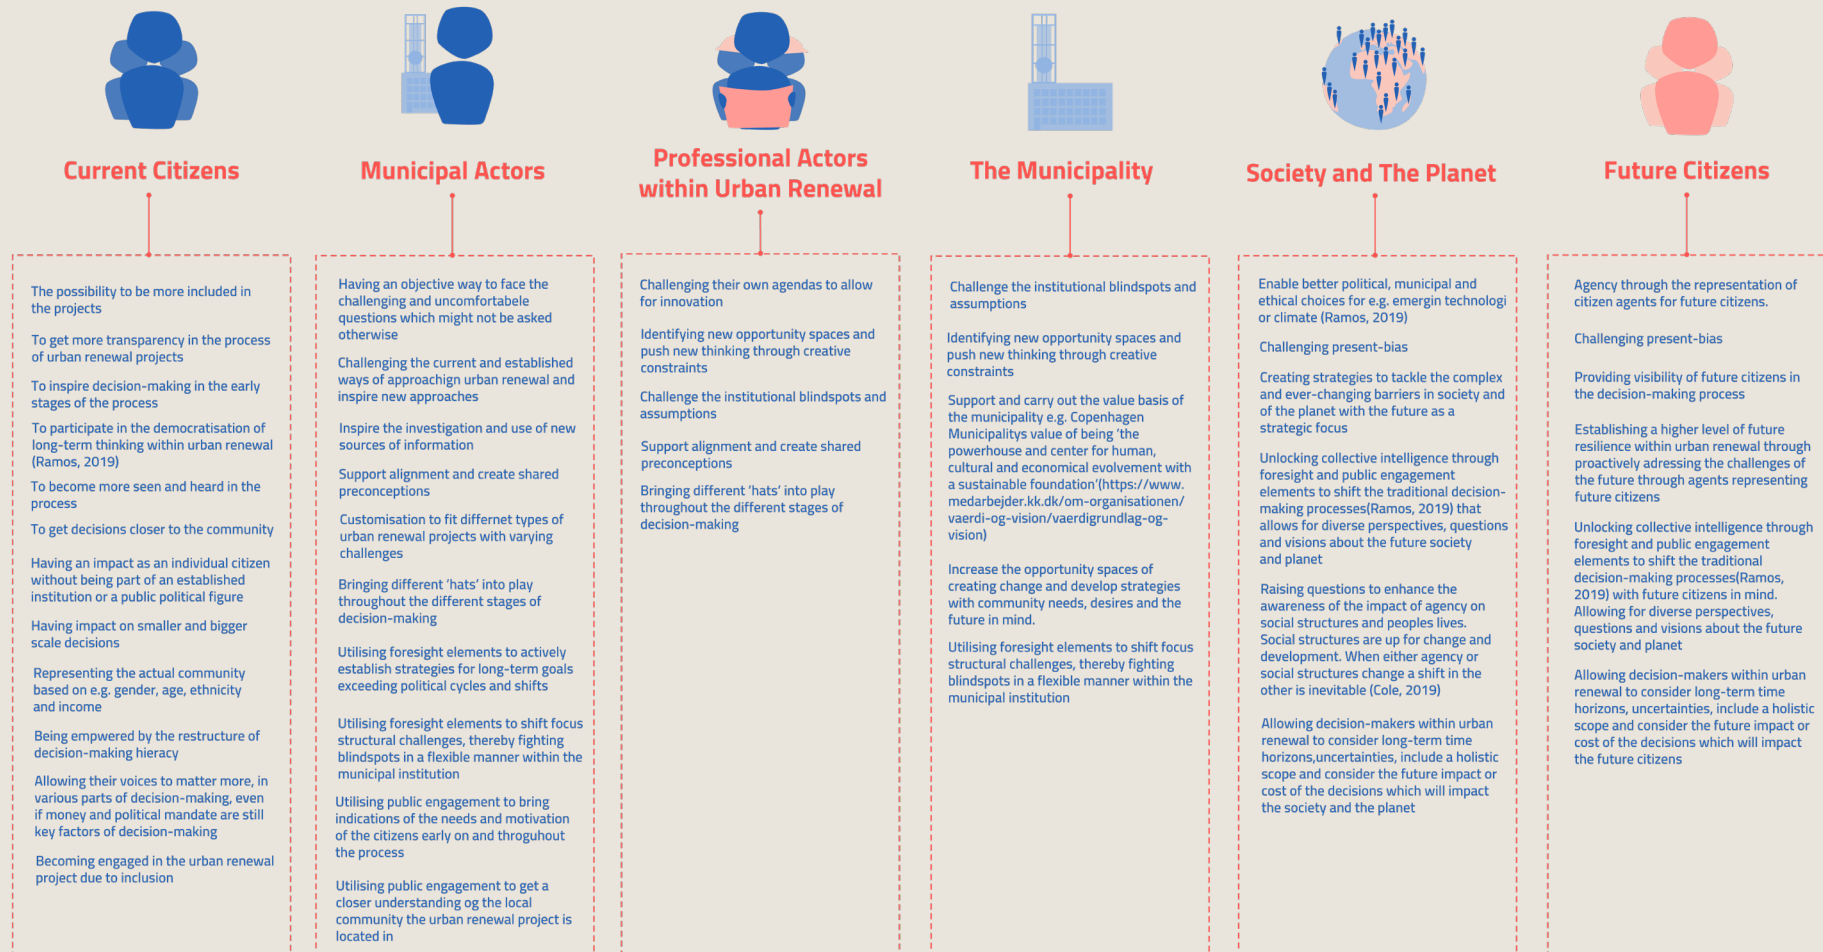 Current Citizens
The possibility to be more included in
the projects
To get more transparency in the process
of urban renewal projects
To inspire decision-making in the early
stages of the process
To participate in the democratisation of
long-term thinking within urban renewal
(Ramos, 2019)
To become more seen and heard in the
process
To get decisions closer to the community
Having an impact as an individual citizen
without being part of an established
institution or a public political figure
Having impact on smaller and bigger
scale decisions
Representing the actual community
based on e.g. gender, age, ethnicity
and income
Being empwered by the restructure of
decision-making hieracy
Allowing their voices to matter more, in
various parts of decision-making, even
if money and political mandate are still
key factors of decision-making
Becoming engaged in the urban renewal
project due to inclusion
Municipal Actors
Having an objective way to face the
challenging and uncomfortabele
questions which might not be asked
otherwise
Challenging the current and established
ways of approachign urban renewal and
inspire new approaches
Inspire the investigation and use of new
sources of information
Support alignment and create shared
preconceptions
Customisation to fit differnet types of
urban renewal projects with varying
challenges
Bringing different 'hats' into play
throughout the different stages of
decision-making
Utilising foresight elements to actively
establish strategies for long-term goals
exceeding political cycles and shifts
Utilising foresight elements to shift focus
structural challenges, thereby fighting
blindspots in a flexible manner within the
municipal institution
Utilising public engagement to bring
indications of the needs and motivation
of the citizens early on and throguhout
the process
Utilising public engagement to get a
closer understanding og the local
community the urban renewal project is
located in
Professional Actors
within Urban Renewal
Challenging their own agendas to allow
for innovation
Identifying new opportunity spaces and
push new thinking through creative
constraints
Challenge the institutional blindspots and
assumptions
Support alignment and create shared
preconceptions
Bringing different 'hats' into play
throughout the different stages of
decision-making
The Municipality
Challenge the institutional blindspots and
assumptions
Identifying new opportunity spaces and
push new thinking through creative
constraints
Support and carry out the value basis of
the municipality e.g. Copenhagen
Municipalitys value of being 'the
powerhouse and center for human,
cultural and economical evolvement with
a sustainable foundation'(https://www.
medarbejder.kk.dk/om-organisationen/
vaerdi-og-vision/vaerdigrundlag-og-
vision)
Increase the opportunity spaces of
creating change and develop strategies
with community needs, desires and the
future in mind.
Utilising foresight elements to shift focus
structural challenges, thereby fighting
blindspots in a flexible manner within the
municipal institution
Society and The Planet
Enable better political, municipal and
ethical choices for e.g. emergin technologi
or climate (Ramos, 2019)
Challenging present-bias
Creating strategies to tackle the complex
and ever-changing barriers in society and
of the planet with the future as a
strategic focus
Unlocking collective intelligence through
foresight and public engagement
elements to shift the traditional decision-
making processes(Ramos, 2019) that
allows for diverse perspectives, questions
and visions about the future society
and planet
Raising questions to enhance the
awareness of the impact of agency on
social structures and peoples lives.
Social structures are up for change and
development. When either agency or
social structures change a shift in the
other is inevitable (Cole, 2019)
Allowing decision-makers within urban
renewal to consider long-term time
horizons,uncertainties, include a holistic
scope and consider the future impact or
cost of the decisions which will impact
the society and the planet
Future Citizens
Agency through the representation of
citizen agents for future citizens.
Challenging present-bias
Providing visibility of future citizens in
the decision-making process
Establishing a higher level of future
resilience within urban renewal through
proactively adressing the challenges of
the future through agents representing
future citizens
Unlocking collective intelligence through
foresight and public engagement
elements to shift the traditional
decision-making processes(Ramos,
2019) with future citizens in mind.
Allowing for diverse perspectives,
questions and visions about the future
society and planet
Allowing decision-makers within urban
renewal to consider long-term time
horizons, uncertainties, include a holistic
scope and consider the future impact or
cost of the decisions which will impact
the future citizens